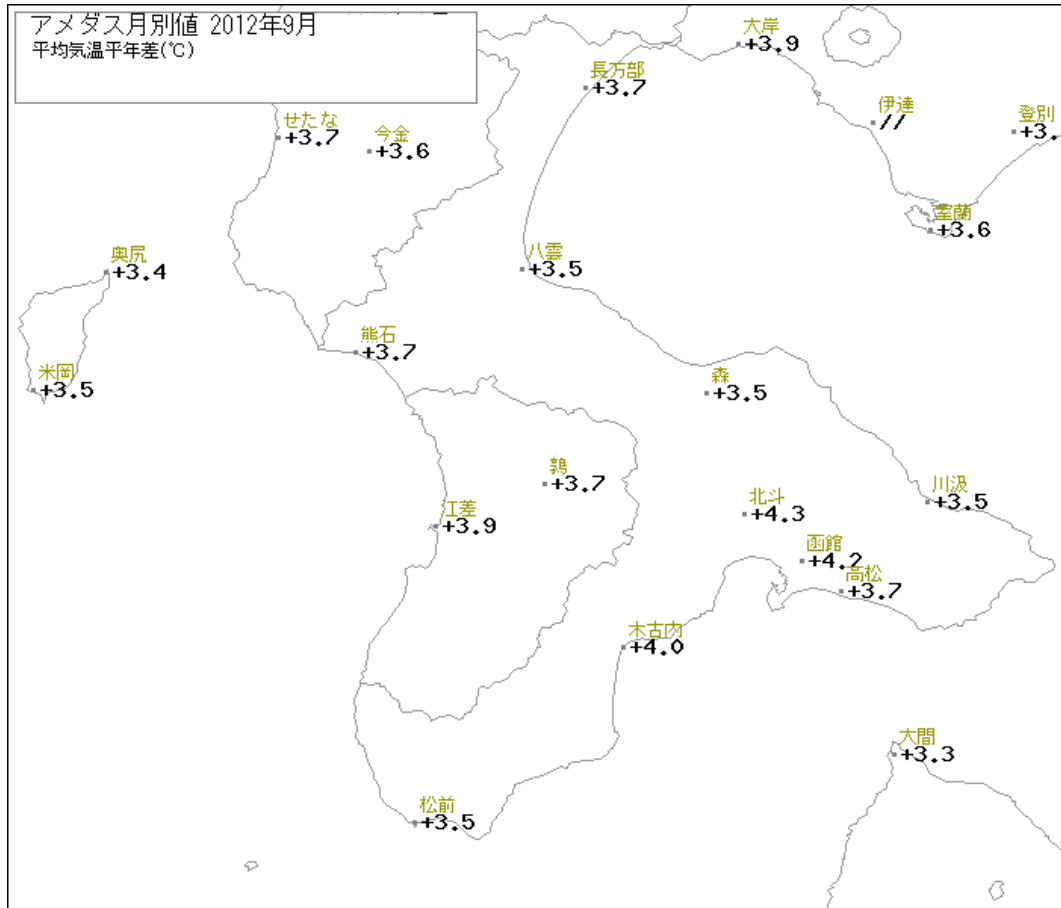 アメダス月別値 2012年9月
平均気温平年差(℃)
大岸
+3.9
長万部
+3.7
伊達
//
登別
+3.
せたな
+3.7
今金
+3.6
室蘭
+3.6
奥尻
+3.4
八雲
+3.5
熊石
+3.7
米岡
+3.5
森
+3.5
鶉
+3.7
川汲
+3.5
北斗
+4.3
江差
+3.9
函館
+4.2
高松
+3.7
木古内
+4.0
大間
+3.3
松前
+3.5